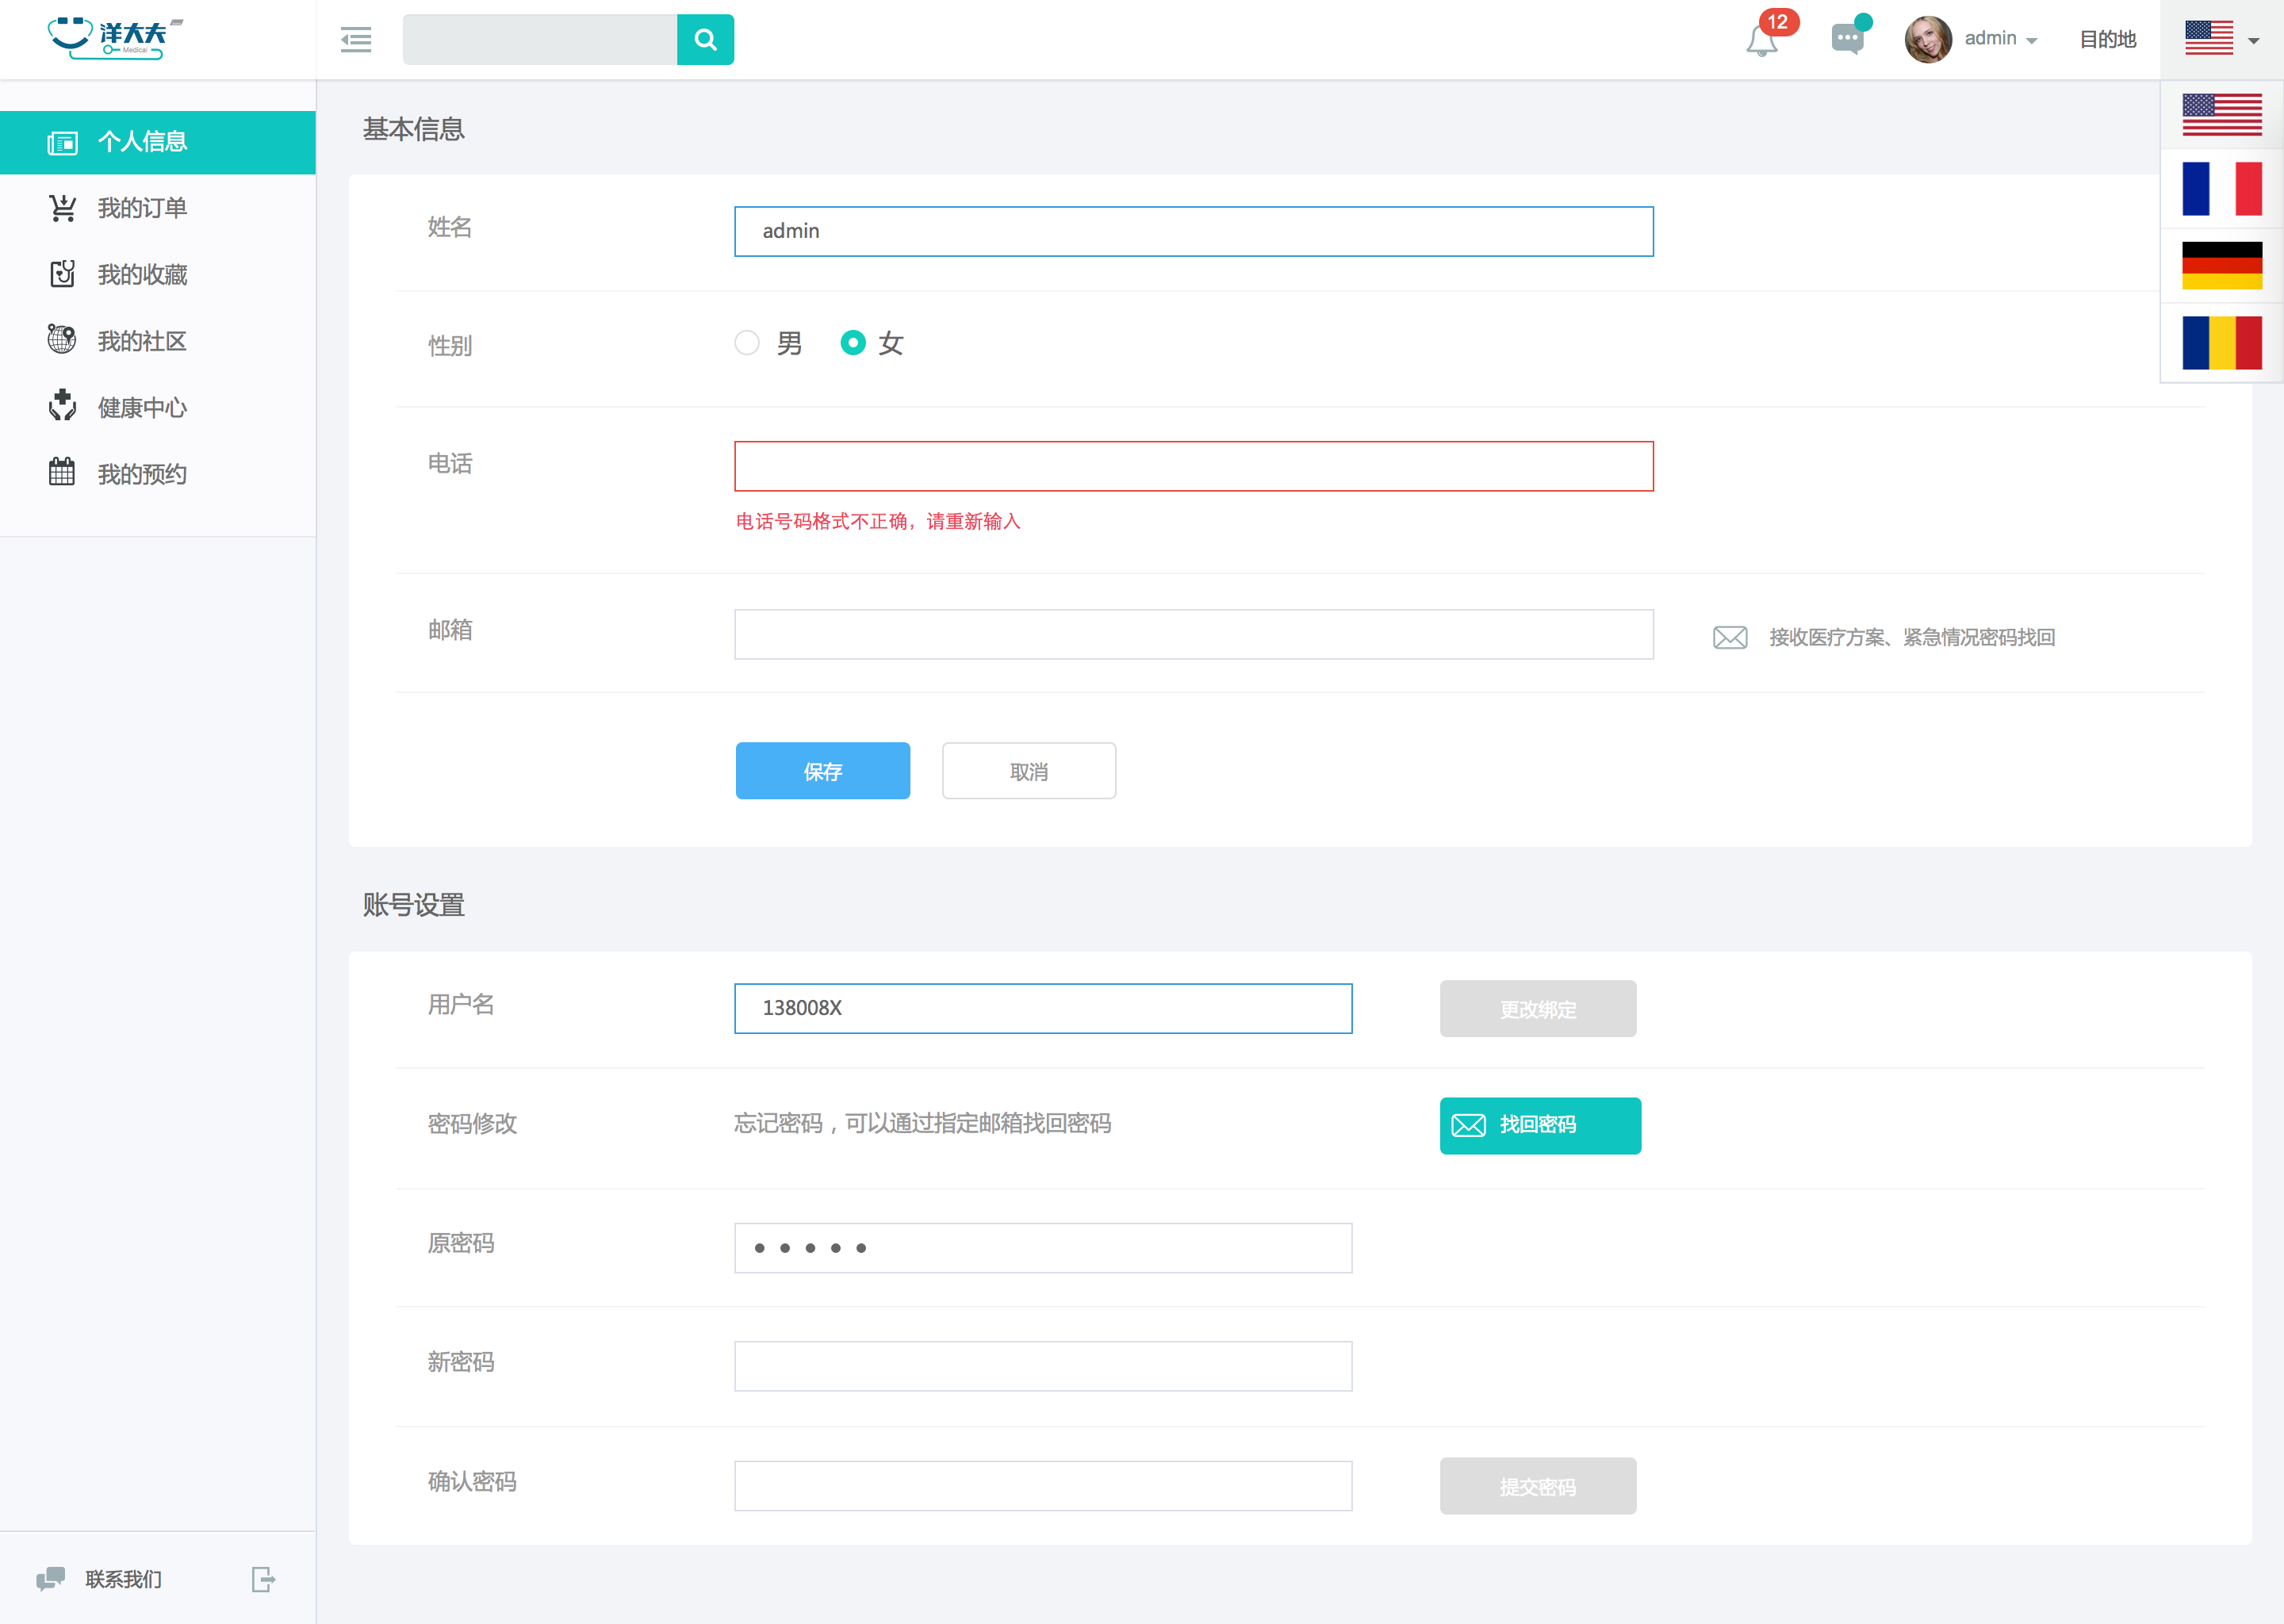 洋大夫
Medical
12
admin
目的地
个人信息
我的订单
我的收藏
我的社区
健康中心
我的预约
联系我们
基本信息
姓名
admin
性别
男
女
电话
电话号码格式不正确，请重新输入
邮箱
接收医疗方案、紧急情况密码找回
保存
取消
账号设置
用户名
138008X
更改绑定
密码修改
忘记密码，可以通过指定邮箱找回密码
找回密码
原密码
新密码
确认密码
提交密码